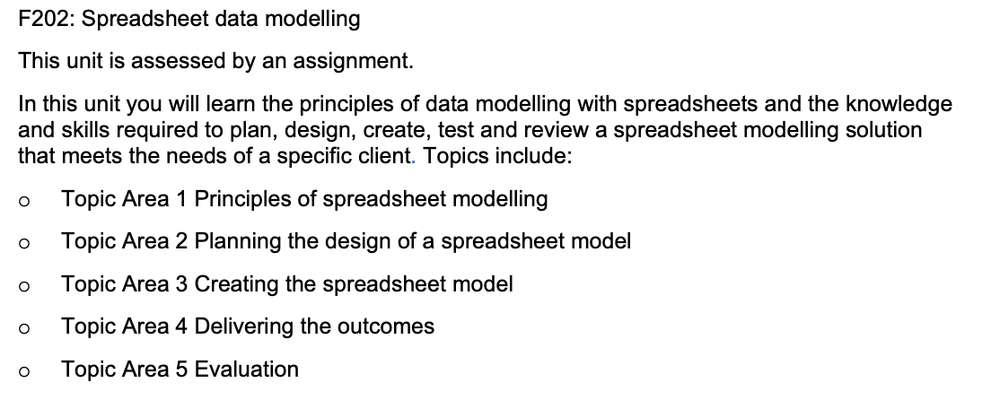 F202: Spreadsheet data modelling
This unit is assessed by an assignment.
In this unit you will learn the principles of data modelling with spreadsheets and the knowledge
and skills required to plan, design, create, test and review a spreadsheet modelling solution
that meets the needs of a specific client. Topics include:
o Topic Area 1 Principles of spreadsheet modelling
o Topic Area 2 Planning the design of a spreadsheet model
o Topic Area 3 Creating the spreadsheet model
o Topic Area 4 Delivering the outcomes
o Topic Area 5 Evaluation